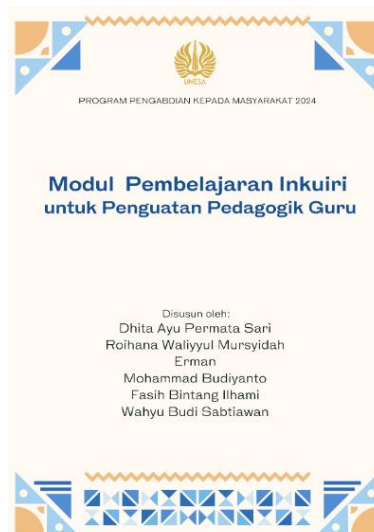 UNESA
PROGRAM PENGABDIAN KEPADA MASYARAKAT 2024
Modul Pembelajaran Inkuiri
untuk Penguatan Pedagogik Guru
Disusun oleh:
Dhita Ayu Permata Sari
Roihana Waliyyul Mursyidah
Erman
Mohammad Budiyanto
Fasih Bintang Ilhami
Wahyu Budi Sabtiawan